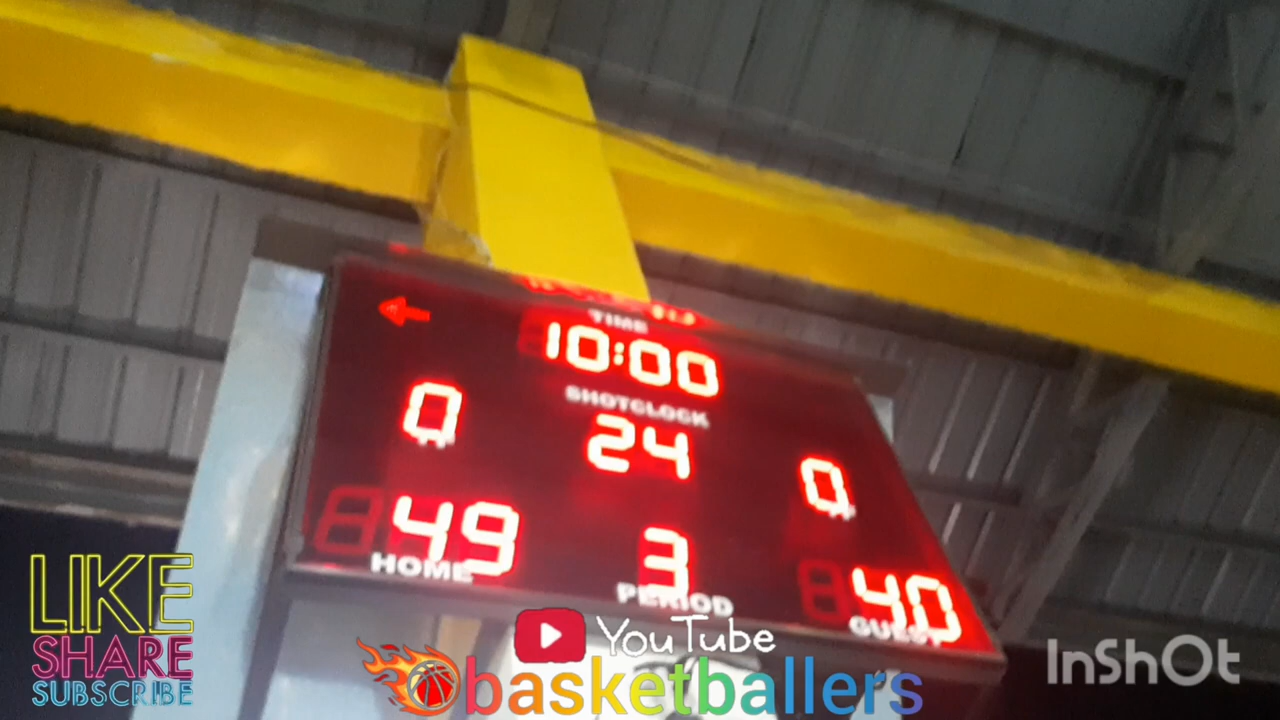 TIME
10:00
SHOTCLOCK
0 24 0
49 3 40
HOME PERIOD GUEST
LIKE
SHARE
SUBSCRIBE
YouTube
basketballers
InShOt